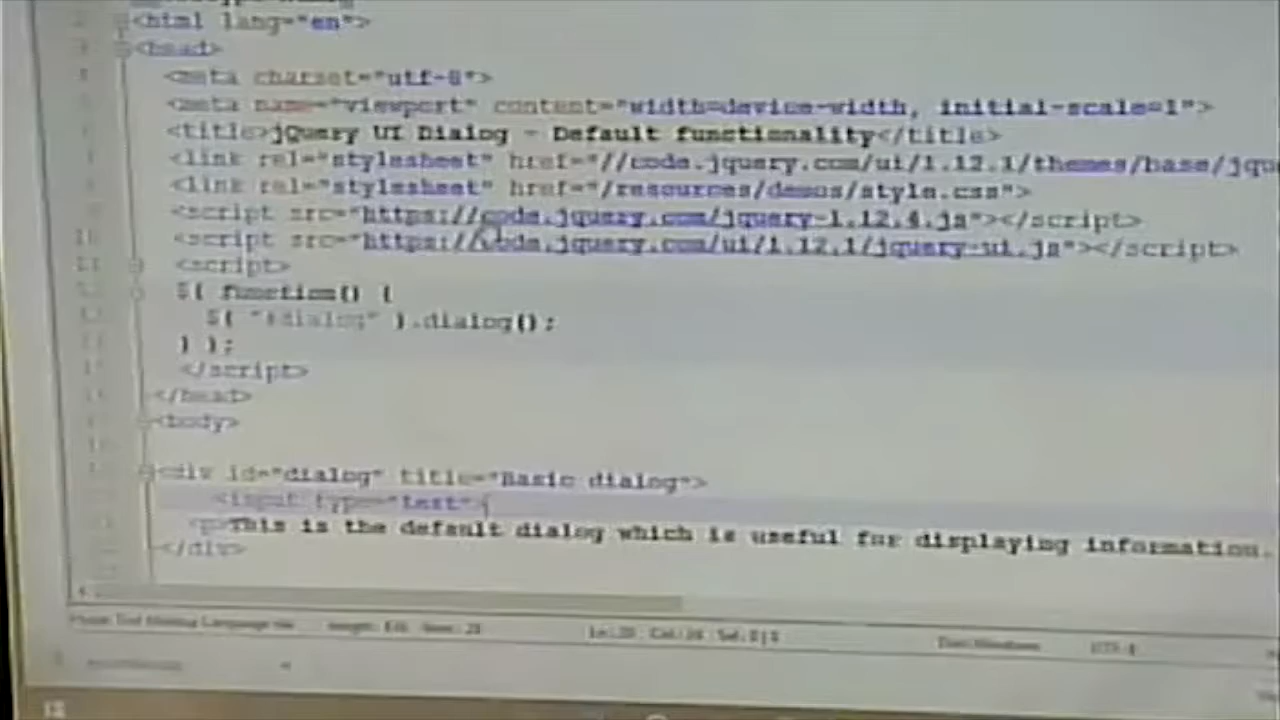 <html lang="en">
<head>
<meta charset="utf-8">
<meta name="viewport" content="width=device-width, initial-scale=1">
<title>jQuery UI Dialog - Default functionality</title>
<link rel="stylesheet" href="//code.jquery.com/ui/1.12.1/themes/base/jqu
<link rel="stylesheet" href="/resources/demos/style.css">
<script src="https://code.jquery.com/jquery-1.12.4.js"></script>
10 <script src="https://code.jquery.com/ui/1.12.1/jquery-ui.js"></script>
11 <script>
12 $( function() {
13 $( "#dialog" ).dialog();
} );
</script>
</head>
<body>
<div id="dialog" title="Basic dialog">
<input type="text">
<p>This is the default dialog which is useful for displaying information.
</div>